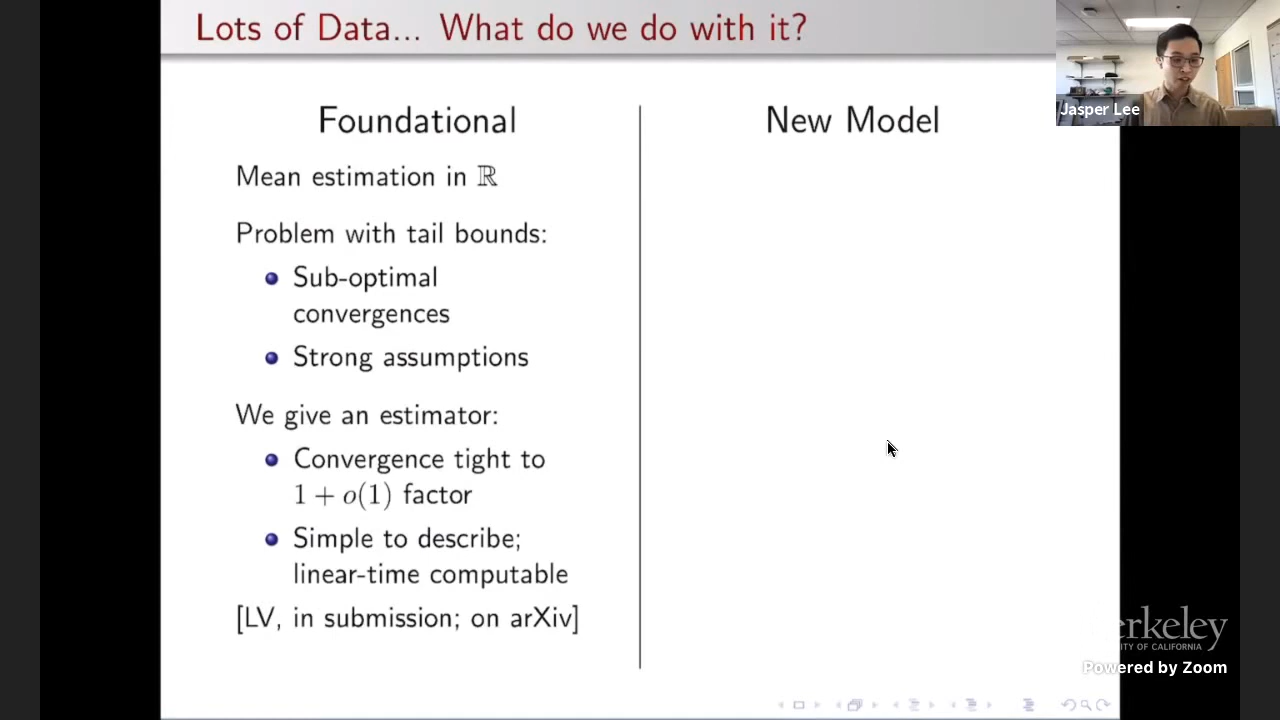 Lots of Data... What do we do with it?
Jasper Lee
Foundational
Mean estimation in ℝ
Problem with tail bounds:
Sub-optimal
convergences
Strong assumptions
We give an estimator:
Convergence tight to
1 + o(1) factor
Simple to describe;
linear-time computable
[LV, in submission; on arXiv]
New Model
erkeley
ITY OF CALIFORNIA
Powered by Zoom